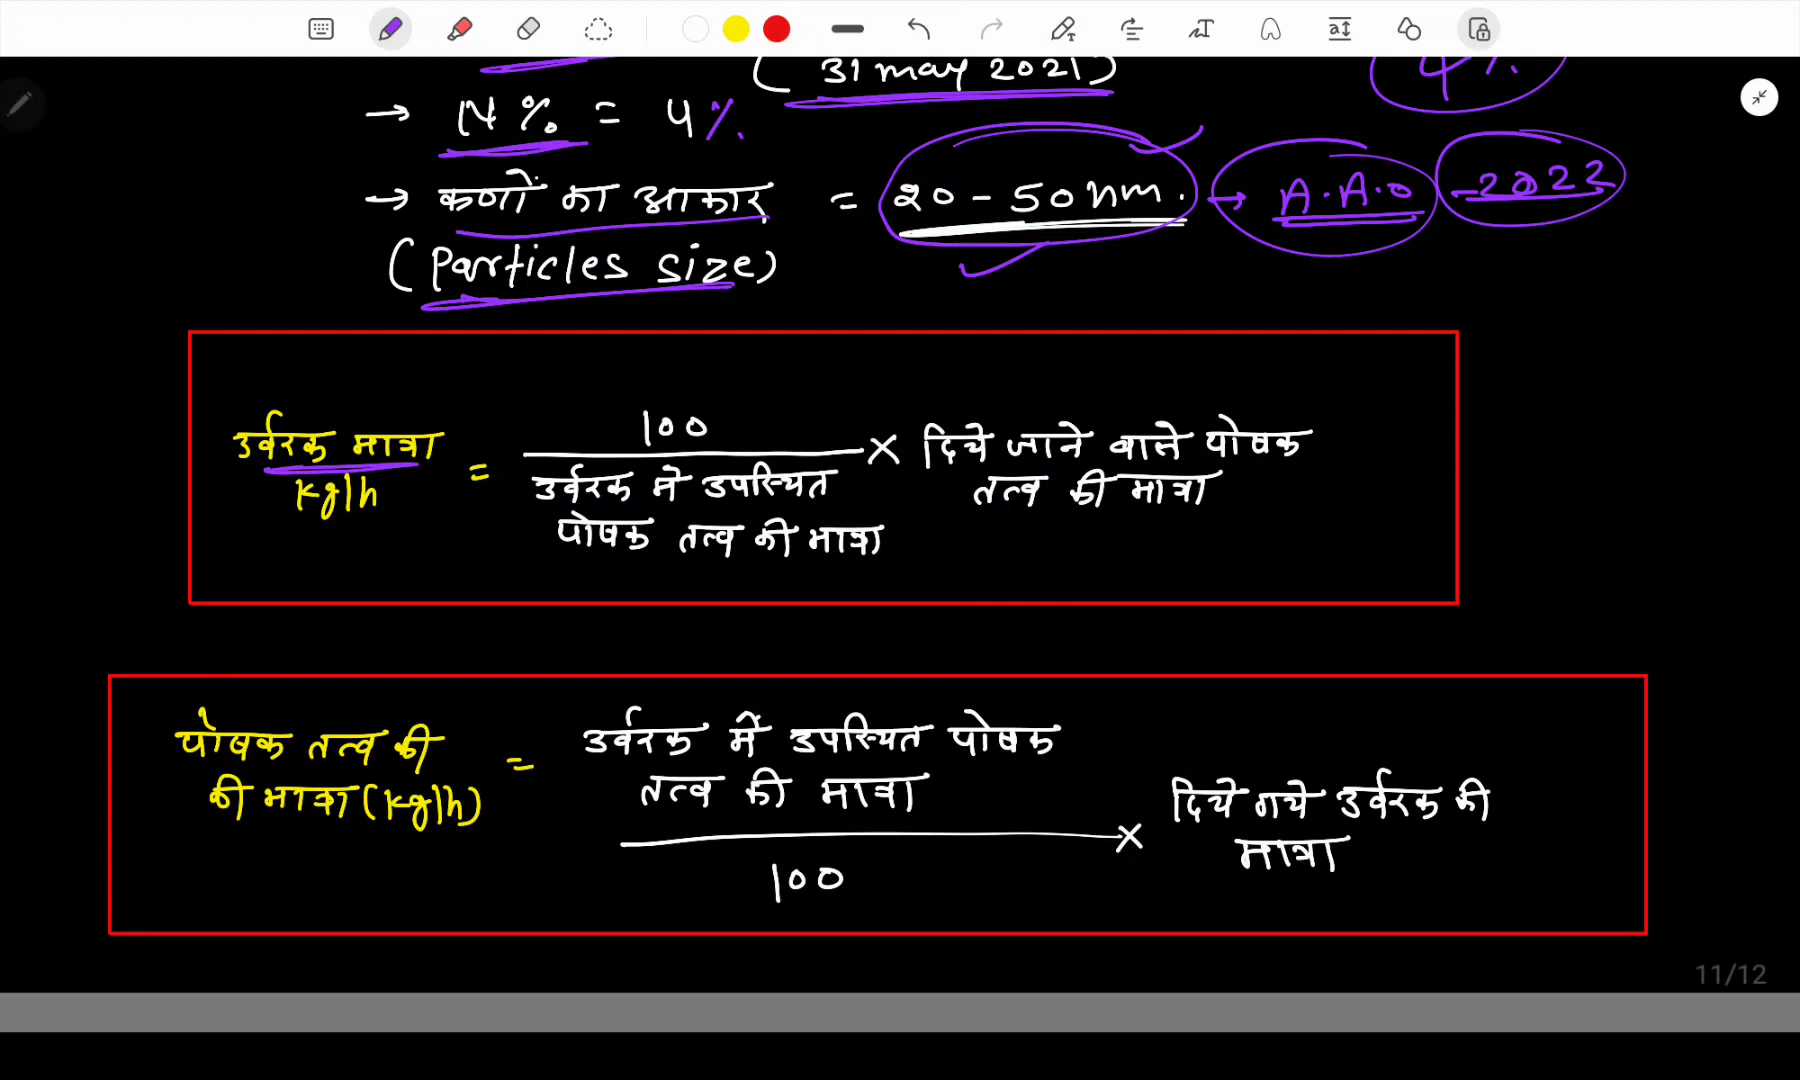 (31 may 2021)
4%
→ N% = 4%
→ कणों का आकार = 20-50nm. → A.A.O -2022
(Particles size)
उर्वरक मात्रा
kg/h
=
100
उर्वरक मे उपस्थित
पोषक तत्व की मात्रा
× दिये जाने वाले पोषक
तत्व की मात्रा
पोषक तत्व की
की मात्रा (kg/h)
=
उर्वरक में उपस्थित पोषक
तत्व की मात्रा
100
× दिये गये उर्वरक की
मात्रा
11/12